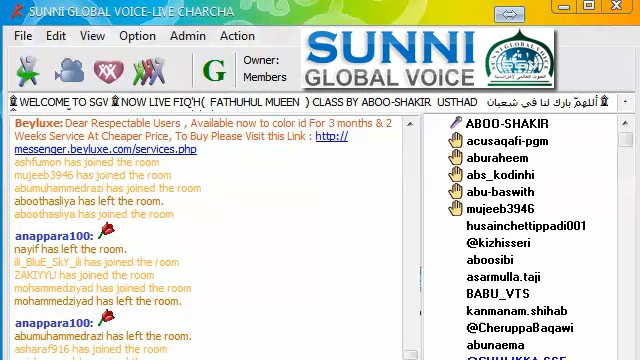 SUNNI GLOBAL VOICE-LIVE CHARCHA
File Edit View Option Admin Action
SUNNI
GLOBAL VOICE
SUNNI GLOBAL VOICE
G
Owner:
Members
WELCOME TO SGV NOW LIVE FIQ'H( FATHUHUL MUEEN ) CLASS BY ABOO-SHAKIR USTHAD اللهم بارك لنا في شعبان
Beyluxe: Dear Respectable Users , Available now to color id For 3 months & 2
Weeks Service At Cheaper Price, To Buy Please Visit this Link : http://
messenger.beyluxe.com/services.php
ashfumon has joined the room
mujeeb3946 has joined the room
abumuhammedrazi has joined the room
aboothasliya has left the room.
aboothasliya has joined the room
anappara100:
nayif has left the room.
ili_BluE_SkY_ili has joined the room
ZAKIYYU has joined the room
mohammedziyad has joined the room
mohammedziyad has left the room.
anappara100:
abumuhammedrazi has left the room.
asharaf916 has joined the room
ABOO-SHAKIR
acusaqafi-pgm
aburaheem
abs_kodinhi
abu-baswith
mujeeb3946
husainchettippadi001
@kizhisseri
aboosibi
asarmulla.taji
BABU_VTS
kanmanam.shihab
@CheruppaBaqawi
abunaema